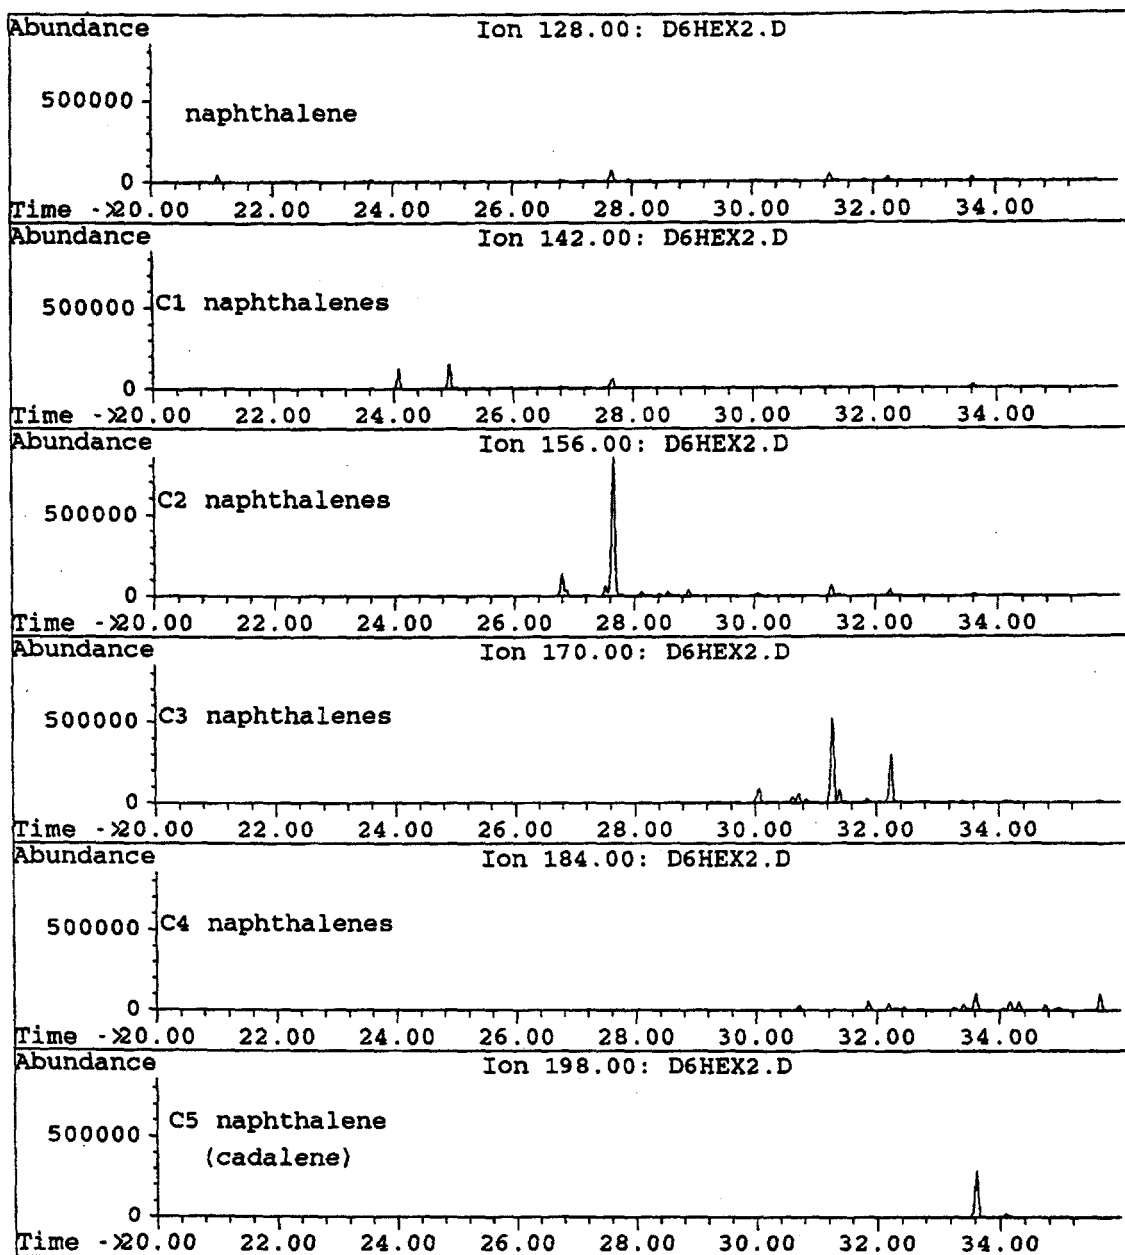 Abundance Ion 128.00: D6HEX2.D
500000
naphthalene
0
Time ->20.00 22.00 24.00 26.00 28.00 30.00 32.00 34.00
Abundance Ion 142.00: D6HEX2.D
500000 C1 naphthalenes
0
Time ->20.00 22.00 24.00 26.00 28.00 30.00 32.00 34.00
Abundance Ion 156.00: D6HEX2.D
C2 naphthalenes
500000
0
Time ->20.00 22.00 24.00 26.00 28.00 30.00 32.00 34.00
Abundance Ion 170.00: D6HEX2.D
500000 C3 naphthalenes
0
Time ->20.00 22.00 24.00 26.00 28.00 30.00 32.00 34.00
Abundance Ion 184.00: D6HEX2.D
500000 C4 naphthalenes
0
Time ->20.00 22.00 24.00 26.00 28.00 30.00 32.00 34.00
Abundance Ion 198.00: D6HEX2.D
C5 naphthalene
500000
(cadalene)
0
Time ->20.00 22.00 24.00 26.00 28.00 30.00 32.00 34.00